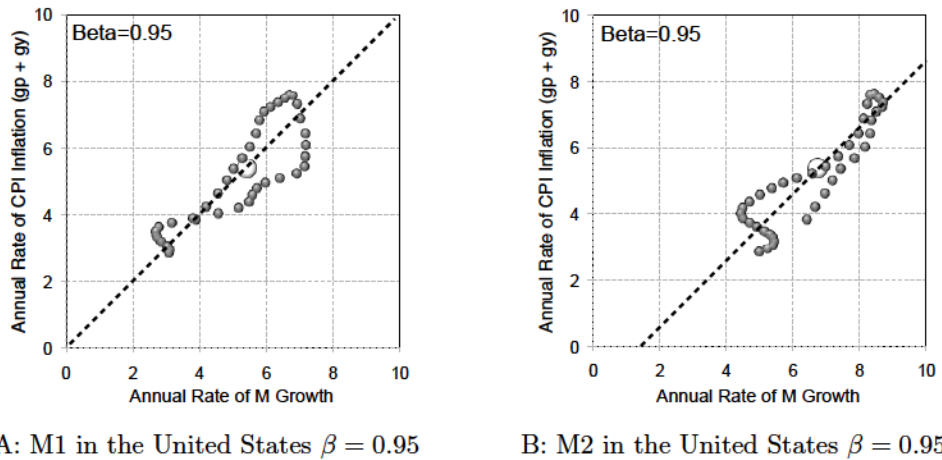 Beta=0.95
Annual Rate of CPI Inflation (gp + gy)
10
8
6
4
2
0
0 2 4 6 8 10
Annual Rate of M Growth
A: M1 in the United States β = 0.95
Beta=0.95
Annual Rate of CPI Inflation (gp + gy)
10
8
6
4
2
0
0 2 4 6 8 10
Annual Rate of M Growth
B: M2 in the United States β = 0.95